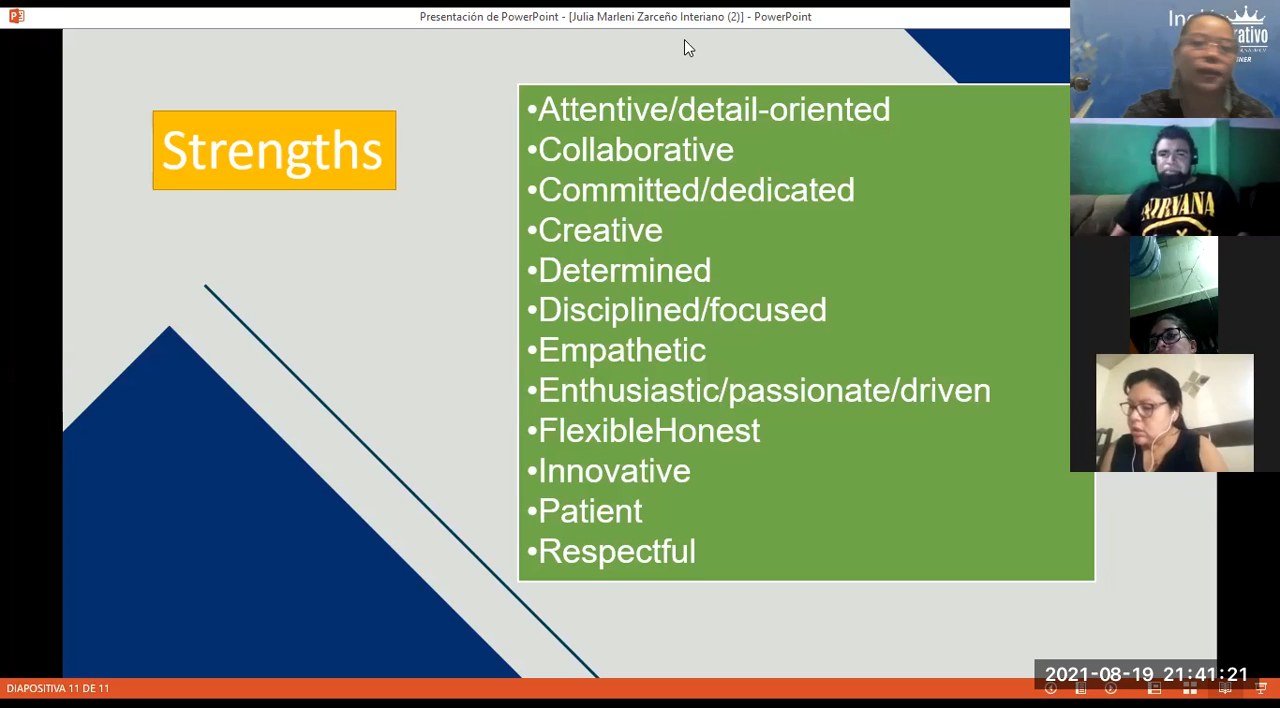 Presentación de PowerPoint - [Julia Marleni Zarceño Interiano (2)] - PowerPoint
Strengths
•Attentive/detail-oriented
•Collaborative
•Committed/dedicated
•Creative
•Determined
•Disciplined/focused
•Empathetic
•Enthusiastic/passionate/driven
•FlexibleHonest
•Innovative
•Patient
•Respectful
NIRVANA
2021-08-19 21:41:21
DIAPOSITIVA 11 DE 11